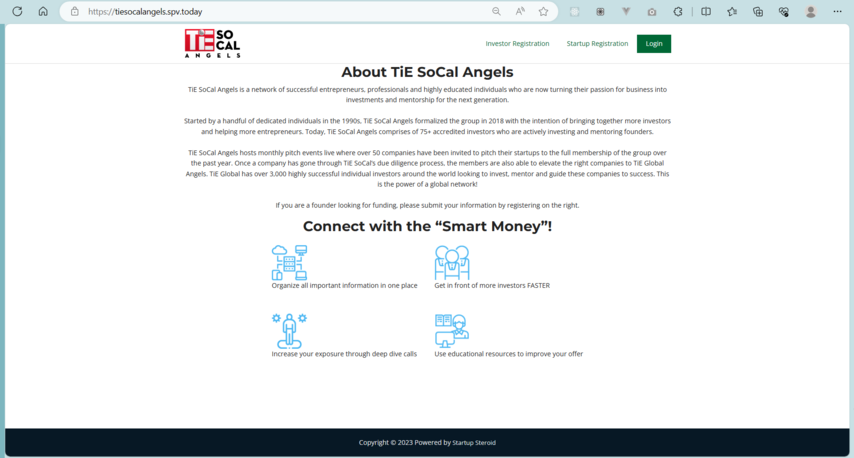 https://tiesocalangels.spv.today
TiE SO CAL
ANGELS
Investor Registration
Startup Registration
Login
About TiE SoCal Angels
TiE SoCal Angels is a network of successful entrepreneurs, professionals and highly educated individuals who are now turning their passion for business into
investments and mentorship for the next generation.
Started by a handful of dedicated individuals in the 1990s, TiE SoCal Angels formalized the group in 2018 with the intention of bringing together more investors
and helping more entrepreneurs. Today, TiE SoCal Angels comprises of 75+ accredited investors who are actively investing and mentoring founders.
TiE SoCal Angels hosts monthly pitch events live where over 50 companies have been invited to pitch their startups to the full membership of the group over
the past year. Once a company has gone through TiE SoCal's due diligence process, the members are also able to elevate the right companies to TiE Global
Angels. TiE Global has over 3,000 highly successful individual investors around the world looking to invest, mentor and guide these companies to success. This
is the power of a global network!
If you are a founder looking for funding, please submit your information by registering on the right.
Connect with the “Smart Money”!
Organize all important information in one place
Get in front of more investors FASTER
Increase your exposure through deep dive calls
Use educational resources to improve your offer
Copyright © 2023 Powered by Startup Steroid